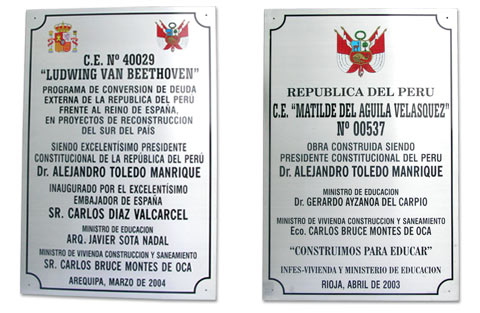 C.E. Nº 40029
“LUDWING VAN BEETHOVEN”
PROGRAMA DE CONVERSION DE DEUDA
EXTERNA DE LA REPUBLICA DEL PERÚ
FRENTE AL REINO DE ESPAÑA,
EN PROYECTOS DE RECONSTRUCCION
DEL SUR DEL PAÍS
SIENDO EXCELENTÍSIMO PRESIDENTE
CONSTITUCIONAL DE LA REPÚBLICA DEL PERÚ
Dr. ALEJANDRO TOLEDO MANRIQUE
INAUGURADO POR EL EXCELENTÍSIMO
EMBAJADOR DE ESPAÑA
SR. CARLOS DIAZ VALCARCEL
MINISTRO DE EDUCACION
ARQ. JAVIER SOTA NADAL
MINISTRO DE VIVIENDA CONSTRUCCION Y SANEAMIENTO
SR. CARLOS BRUCE MONTES DE OCA
AREQUIPA, MARZO DE 2004
REPUBLICA DEL PERU
C.E. “MATILDE DEL AGUILA VELASQUEZ”
Nº 00537
OBRA CONSTRUIDA SIENDO
PRESIDENTE CONSTITUCIONAL DEL PERU
Dr. ALEJANDRO TOLEDO MANRIQUE
MINISTRO DE EDUCACION
Dr. GERARDO AYZANOA DEL CARPIO
MINISTRO DE VIVIENDA CONSTRUCCION Y SANEAMIENTO
Eco. CARLOS BRUCE MONTES DE OCA
“CONSTRUIMOS PARA EDUCAR”
INFES-VIVIENDA Y MINISTERIO DE EDUCACION
RIOJA, ABRIL DE 2003